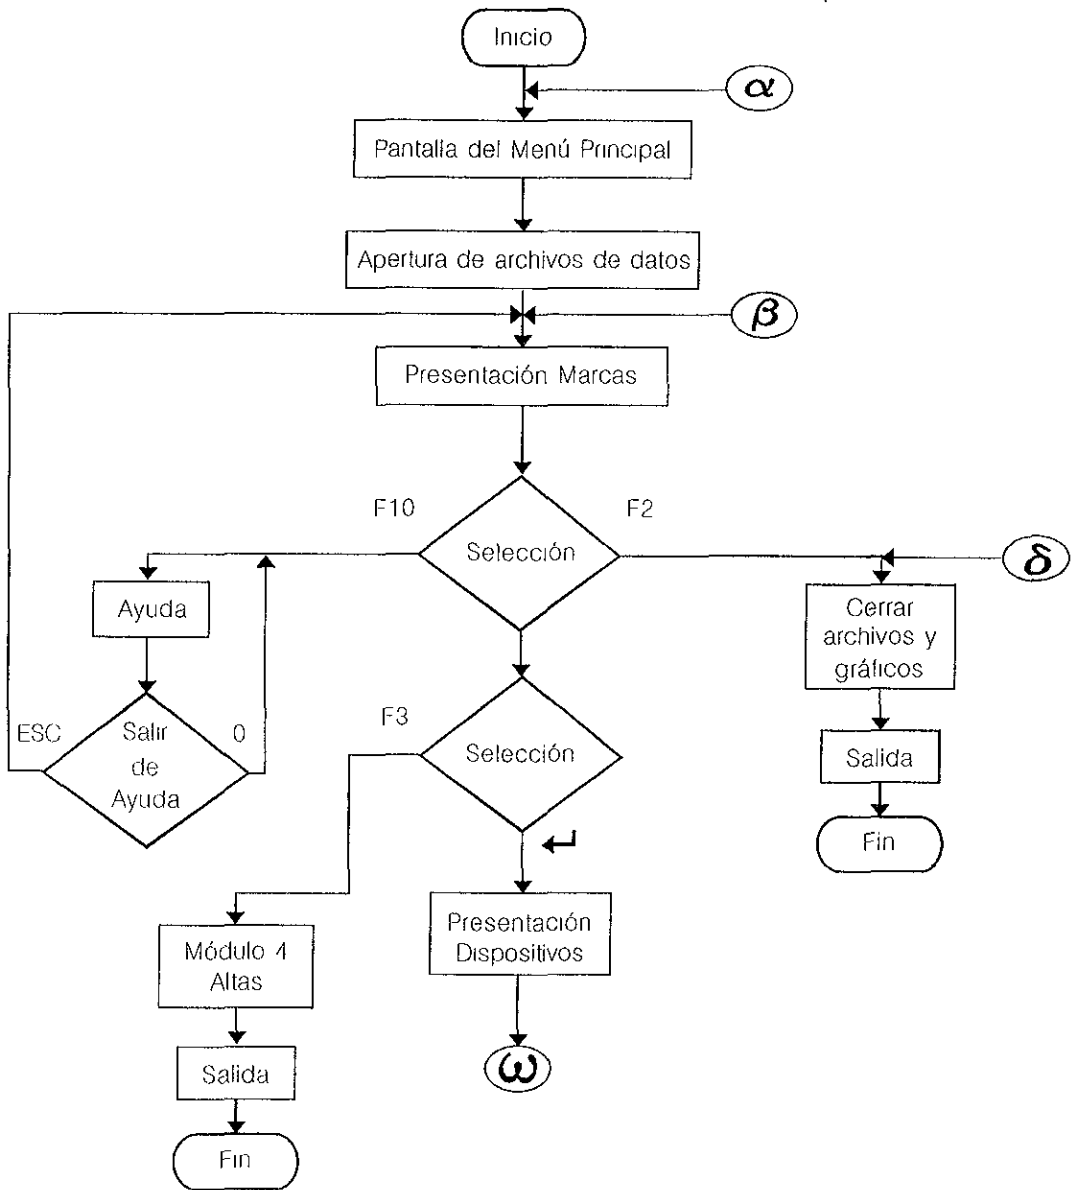 Inicio
α
Pantalla del Menú Principal
Apertura de archivos de datos
β
Presentación Marcas
F10
F2
Selección
δ
Ayuda
Cerrar
archivos y
gráficos
ESC
Salir
de
Ayuda
0
F3
Selección
Salida
Fin
Presentación
Dispositivos
Módulo 4
Altas
ω
Salida
Fin